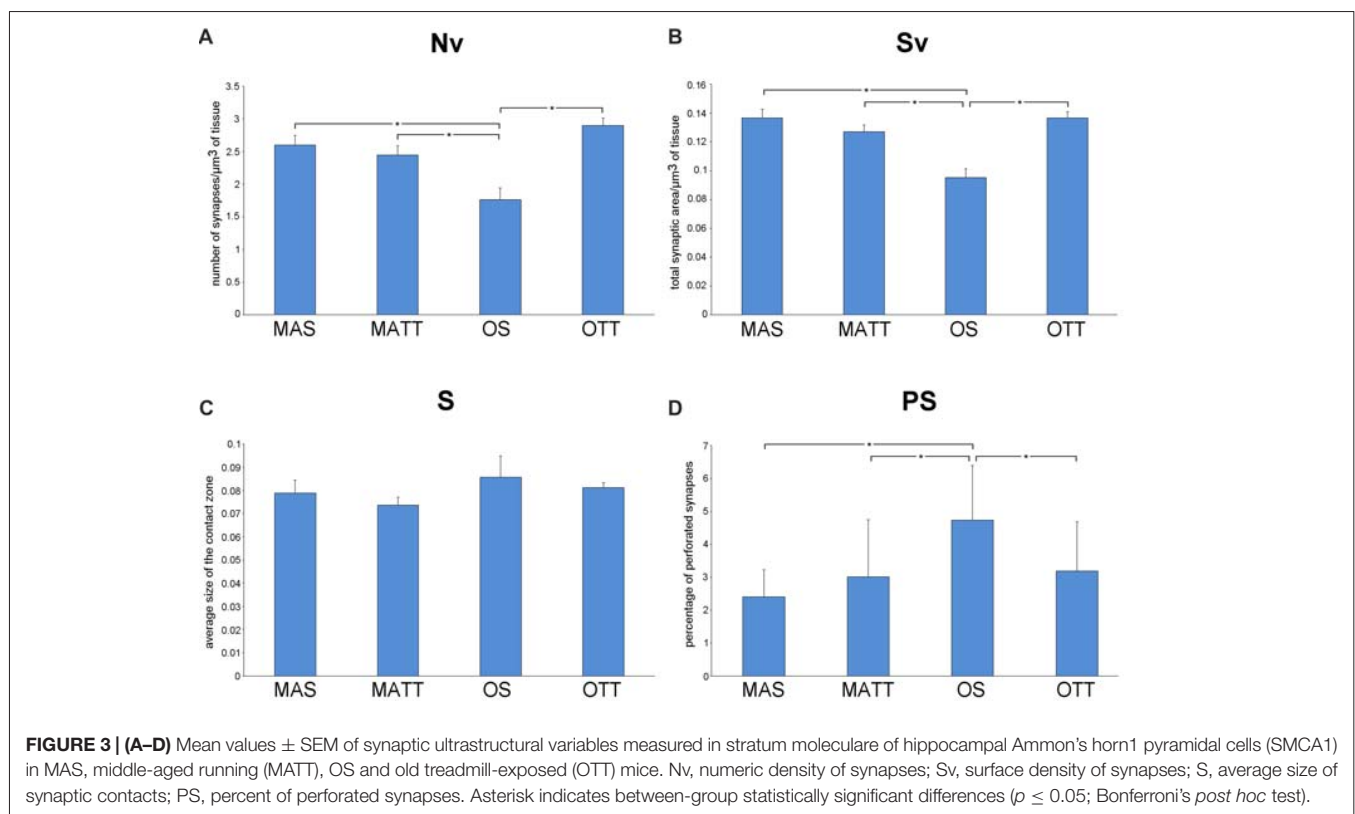 A
Nv
number of synapses/µm³ of tissue
3.5
3
2.5
2
1.5
1
0.5
0
*
*
*
MAS MATT OS OTT
B
Sv
total synaptic area/µm³ of tissue
0.16
0.14
0.12
0.1
0.08
0.06
0.04
0.02
0
*
*
*
MAS MATT OS OTT
C
S
average size of the contact zone
0.1
0.09
0.08
0.07
0.06
0.05
0.04
0.03
0.02
0.01
0
MAS MATT OS OTT
D
PS
percentage of perforated synapses
7
6
5
4
3
2
1
0
*
*
*
MAS MATT OS OTT
FIGURE 3 | (A–D) Mean values ± SEM of synaptic ultrastructural variables measured in stratum moleculare of hippocampal Ammon's horn1 pyramidal cells (SMCA1)
in MAS, middle-aged running (MATT), OS and old treadmill-exposed (OTT) mice. Nv, numeric density of synapses; Sv, surface density of synapses; S, average size of
synaptic contacts; PS, percent of perforated synapses. Asterisk indicates between-group statistically significant differences (p ≤ 0.05; Bonferroni's post hoc test).